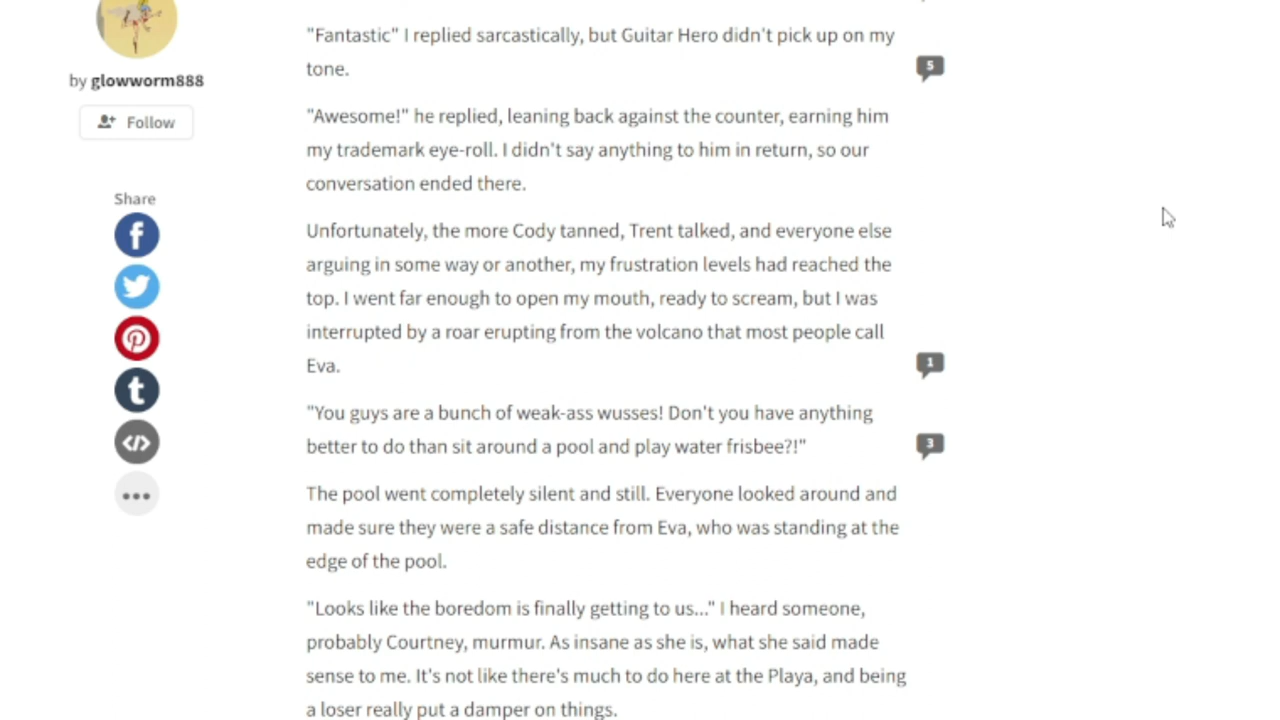 "Fantastic" I replied sarcastically, but Guitar Hero didn't pick up on my
tone.
5
by glowworm888
Follow
"Awesome!" he replied, leaning back against the counter, earning him
my trademark eye-roll. I didn't say anything to him in return, so our
conversation ended there.
Share
Unfortunately, the more Cody tanned, Trent talked, and everyone else
arguing in some way or another, my frustration levels had reached the
top. I went far enough to open my mouth, ready to scream, but I was
interrupted by a roar erupting from the volcano that most people call
Eva.
1
"You guys are a bunch of weak-ass wusses! Don't you have anything
better to do than sit around a pool and play water frisbee?!"
3
The pool went completely silent and still. Everyone looked around and
made sure they were a safe distance from Eva, who was standing at the
edge of the pool.
"Looks like the boredom is finally getting to us..." I heard someone,
probably Courtney, murmur. As insane as she is, what she said made
sense to me. It's not like there's much to do here at the Playa, and being
a loser really put a damper on things.